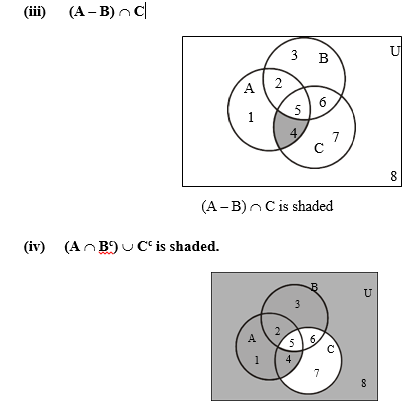 (iii) (A – B) ∩ C
U
3 B
A 2
6
1 5
4 7
C
8
(A – B) ∩ C is shaded
(iv) (A ∩ Bᶜ) ∪ Cᶜ is shaded.
B
U
3
2
A 5 6
C
1 4
7
8